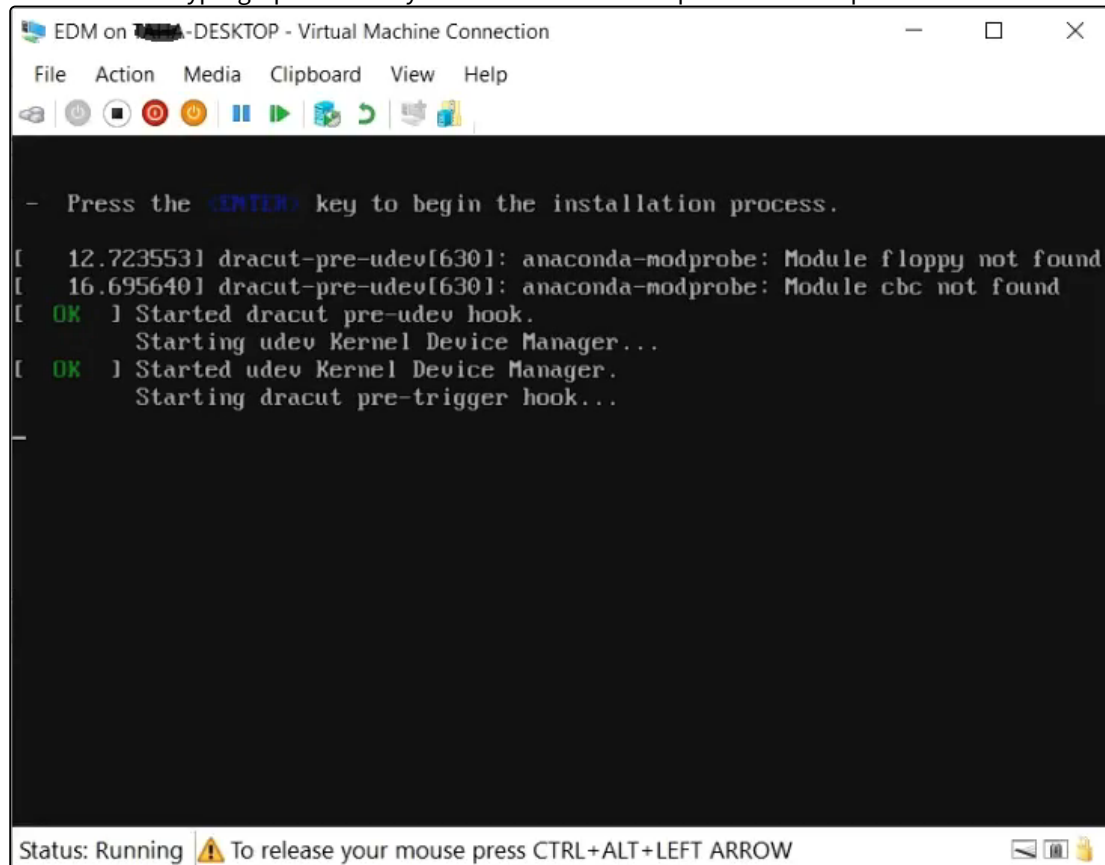 EDM on -DESKTOP - Virtual Machine Connection
File Action Media Clipboard View Help
- Press the <ENTER> key to begin the installation process.
[   12.723553] dracut-pre-udev[630]: anaconda-modprobe: Module floppy not found
[   16.695640] dracut-pre-udev[630]: anaconda-modprobe: Module cbc not found
[  OK  ] Started dracut pre-udev hook.
Starting udev Kernel Device Manager...
[  OK  ] Started udev Kernel Device Manager.
Starting dracut pre-trigger hook...
Status: Running To release your mouse press CTRL+ALT+LEFT ARROW